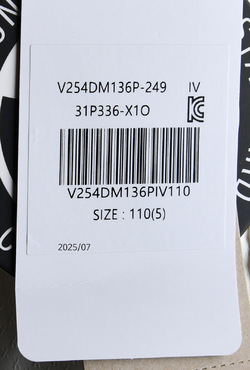 V254DM136P-249 IV
31P336-X1O
V254DM136PIV110
SIZE : 110(5)
2025/07